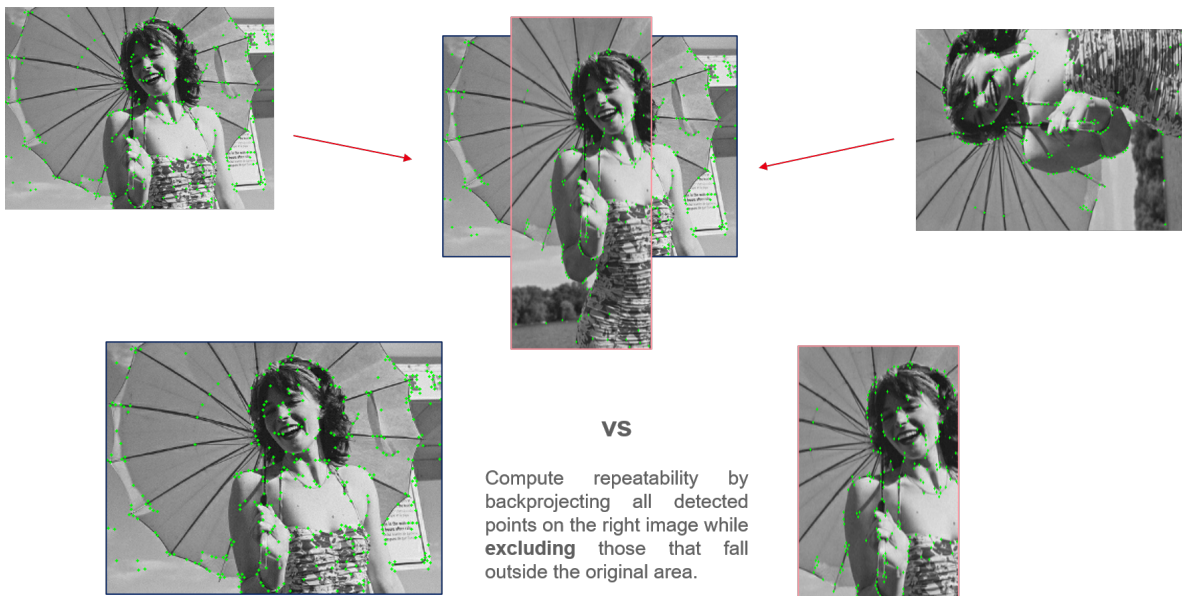 vs
Compute repeatability by
backprojecting all detected
points on the right image while
excluding those that fall
outside the original area.